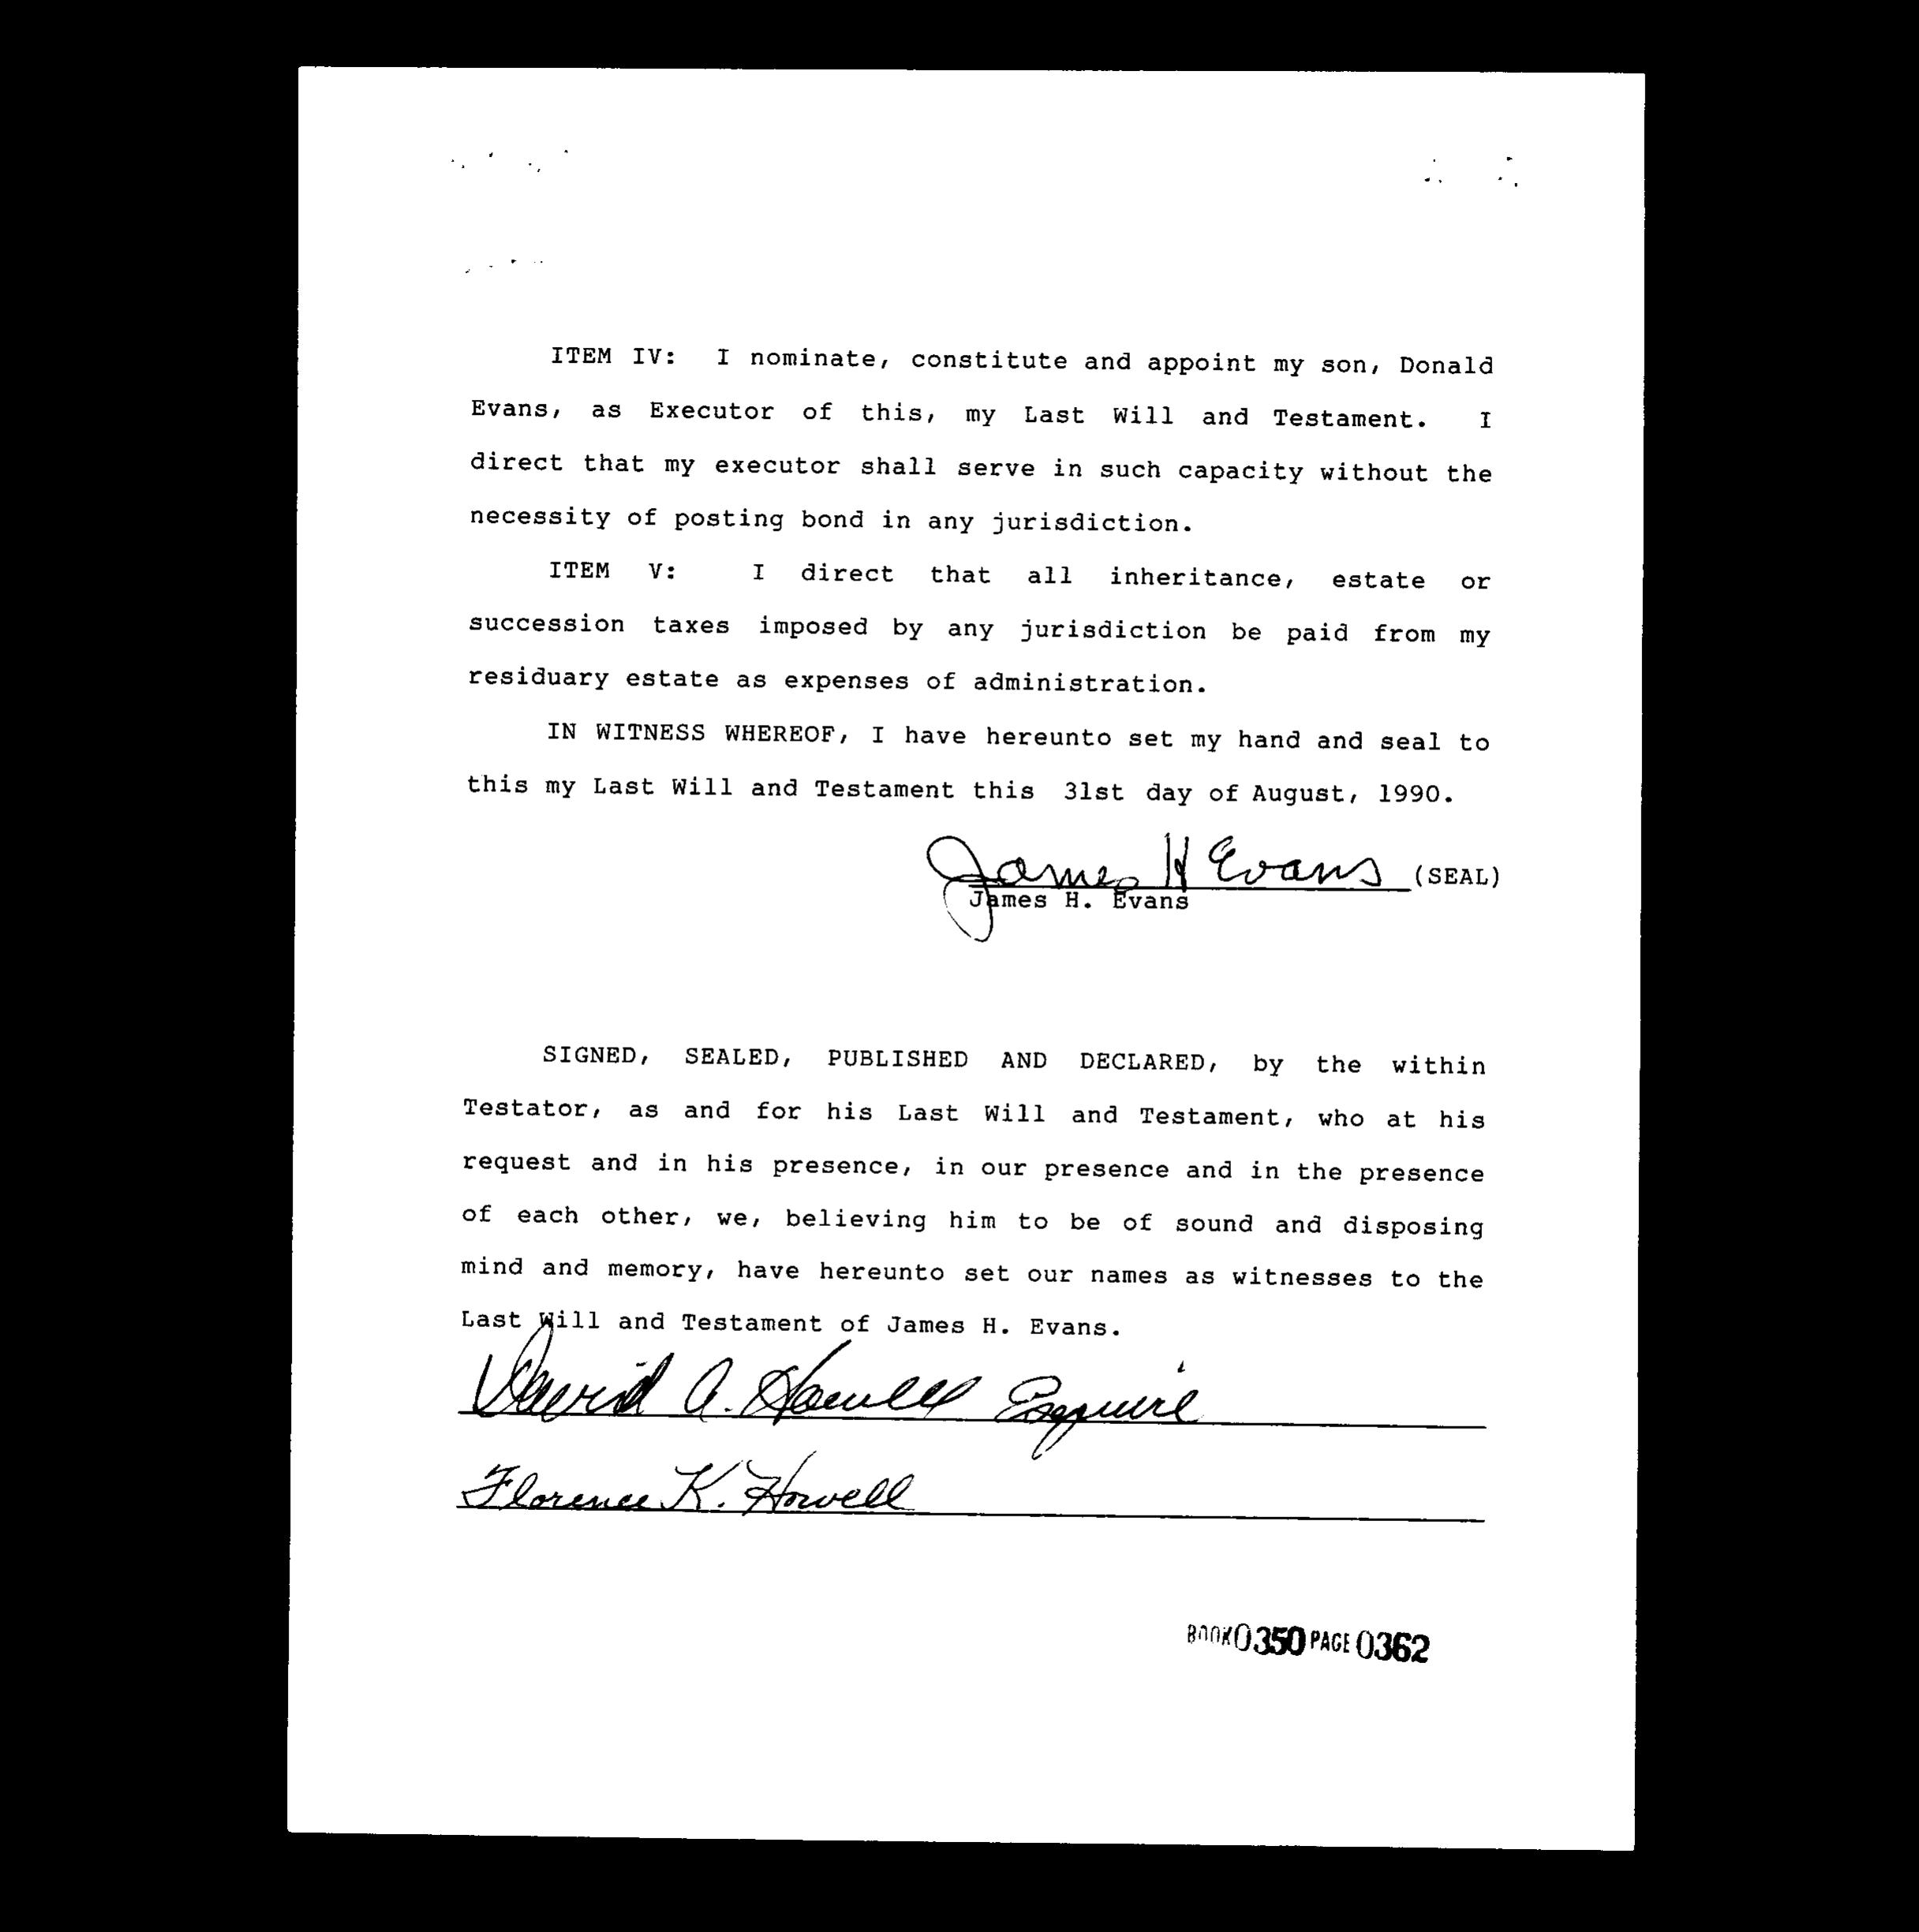 ITEM IV: I nominate, constitute and appoint my son, Donald
Evans, as Executor of this, my Last Will and Testament. I
direct that my executor shall serve in such capacity without the
necessity of posting bond in any jurisdiction.
ITEM V: I direct that all inheritance, estate or
succession taxes imposed by any jurisdiction be paid from my
residuary estate as expenses of administration.
IN WITNESS WHEREOF, I have hereunto set my hand and seal to
this my Last Will and Testament this 31st day of August, 1990.
James H Evans (SEAL)
James H. Evans
SIGNED, SEALED, PUBLISHED AND DECLARED, by the within
Testator, as and for his Last Will and Testament, who at his
request and in his presence, in our presence and in the presence
of each other, we, believing him to be of sound and disposing
mind and memory, have hereunto set our names as witnesses to the
Last Will and Testament of James H. Evans.
David A. Howell Esquire
Florence K. Howell
BOOK 0350 PAGE 0362